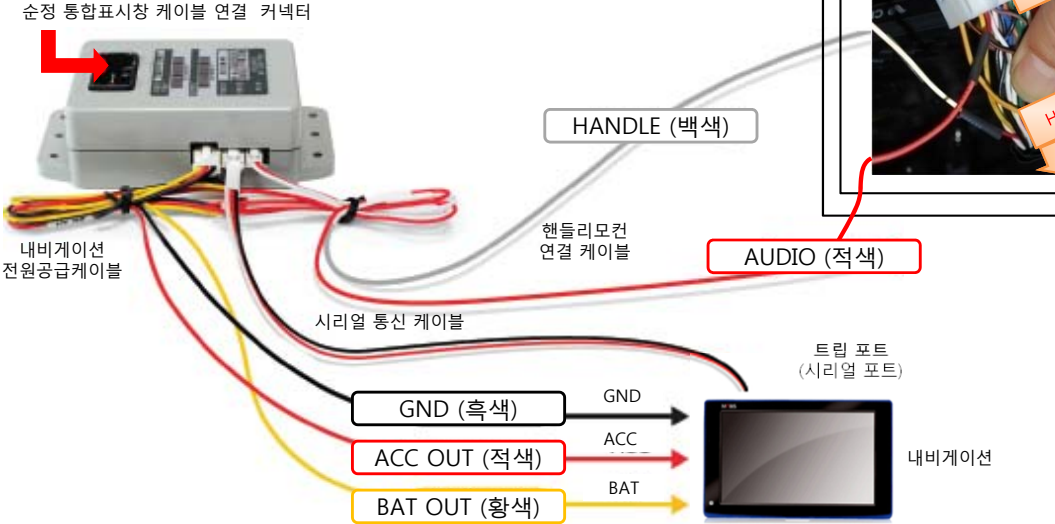 순정 통합표시창 케이블 연결 커넥터
HANDLE (백색)
핸들리모컨
연결 케이블
AUDIO (적색)
내비게이션
전원공급케이블
시리얼 통신 케이블
트립 포트
(시리얼 포트)
GND (흑색)
GND
ACC OUT (적색)
ACC
내비게이션
BAT OUT (황색)
BAT